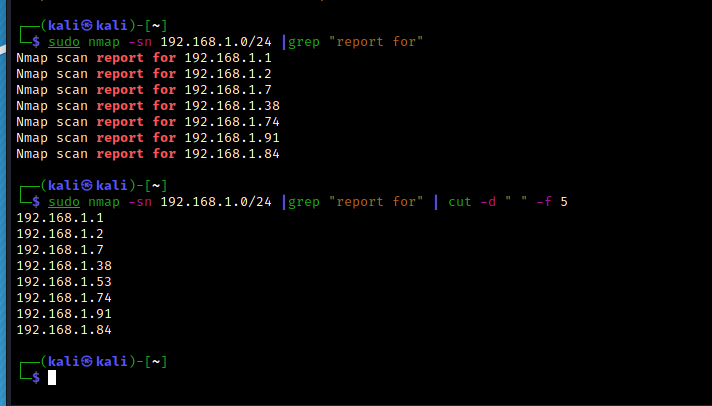 ┌──(kali㉿kali)-[~]
└─$ sudo nmap -sn 192.168.1.0/24 |grep "report for"
Nmap scan report for 192.168.1.1
Nmap scan report for 192.168.1.2
Nmap scan report for 192.168.1.7
Nmap scan report for 192.168.1.38
Nmap scan report for 192.168.1.74
Nmap scan report for 192.168.1.91
Nmap scan report for 192.168.1.84
┌──(kali㉿kali)-[~]
└─$ sudo nmap -sn 192.168.1.0/24 |grep "report for" | cut -d " " -f 5
192.168.1.1
192.168.1.2
192.168.1.7
192.168.1.38
192.168.1.53
192.168.1.74
192.168.1.91
192.168.1.84
┌──(kali㉿kali)-[~]
└─$